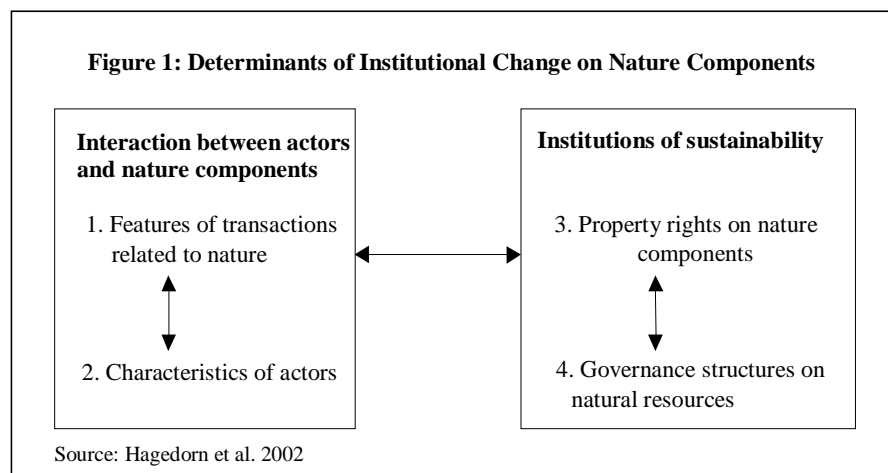 Figure 1: Determinants of Institutional Change on Nature Components
Interaction between actors
and nature components
1. Features of transactions
related to nature
2. Characteristics of actors
Institutions of sustainability
3. Property rights on nature
components
4. Governance structures on
natural resources
Source: Hagedorn et al. 2002